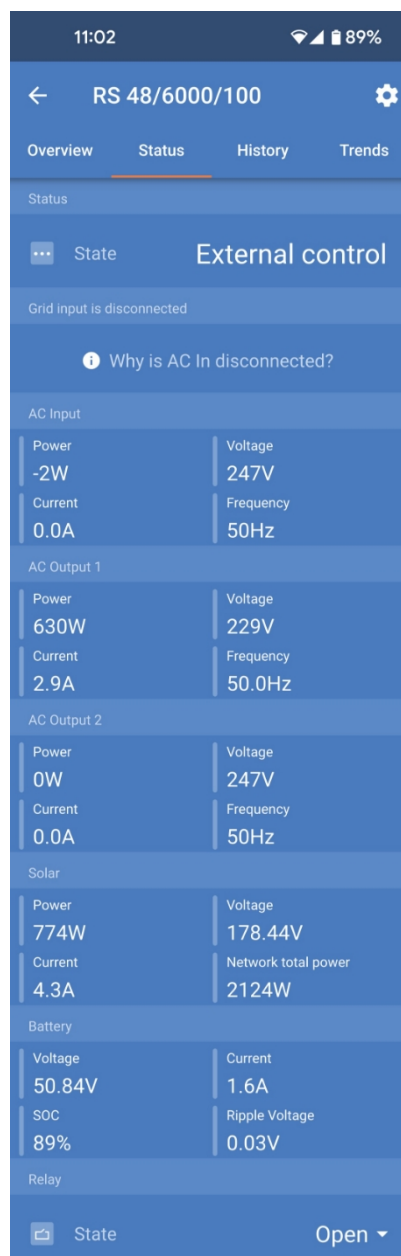 11:02 89%
RS 48/6000/100
Overview Status History Trends
Status
State External control
Grid input is disconnected
Why is AC In disconnected?
AC Input
Power Voltage
-2W 247V
Current Frequency
0.0A 50Hz
AC Output 1
Power Voltage
630W 229V
Current Frequency
2.9A 50.0Hz
AC Output 2
Power Voltage
0W 247V
Current Frequency
0.0A 50Hz
Solar
Power Voltage
774W 178.44V
Current Network total power
4.3A 2124W
Battery
Voltage Current
50.84V 1.6A
SOC Ripple Voltage
89% 0.03V
Relay
State Open